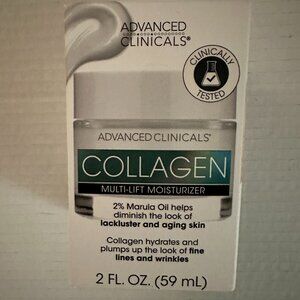 ADVANCED
CLINICALS®
CLINICALLY
TESTED
ADVANCED CLINICALS®
COLLAGEN
MULTI-LIFT MOISTURIZER
2% Marula Oil helps
diminish the look of
lackluster and aging skin
Collagen hydrates and
plumps up the look of fine
lines and wrinkles
2 FL. OZ. (59 mL)